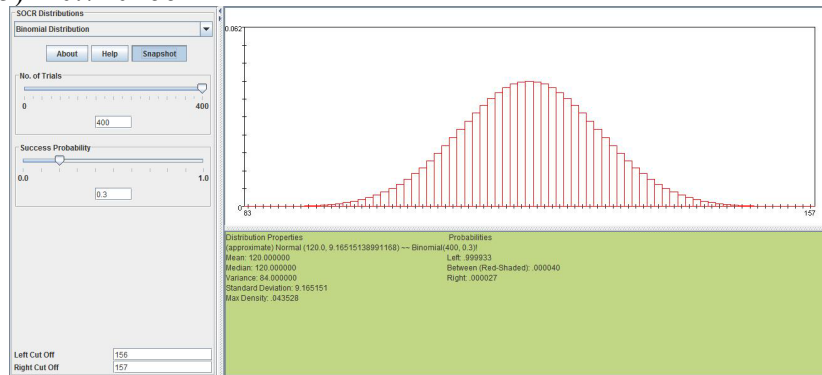 SOCR Distributions
Binomial Distribution
About Help Snapshot
No. of Trials
0 400
400
Success Probability
0.0 1.0
0.3
Left Cut Off 156
Right Cut Off 157
0.062
0
83 157
Distribution Properties Probabilities
(approximate) Normal (120.0, 9.16515138991168) ~~ Binomial(400, 0.3)!
Mean: 120.000000 Left: .999933
Median: 120.000000 Between (Red-Shaded): .000040
Variance: 84.000000 Right: .000027
Standard Deviation: 9.165151
Max Density: .043528